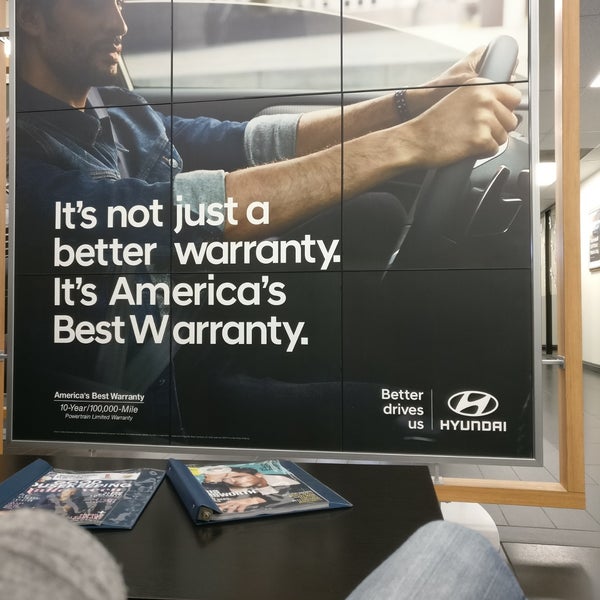 It's not just a
better warranty.
It's America's
Best Warranty.
America's Best Warranty
10-Year/100,000-Mile
Powertrain Limited Warranty
Better
drives
us
HYUNDAI